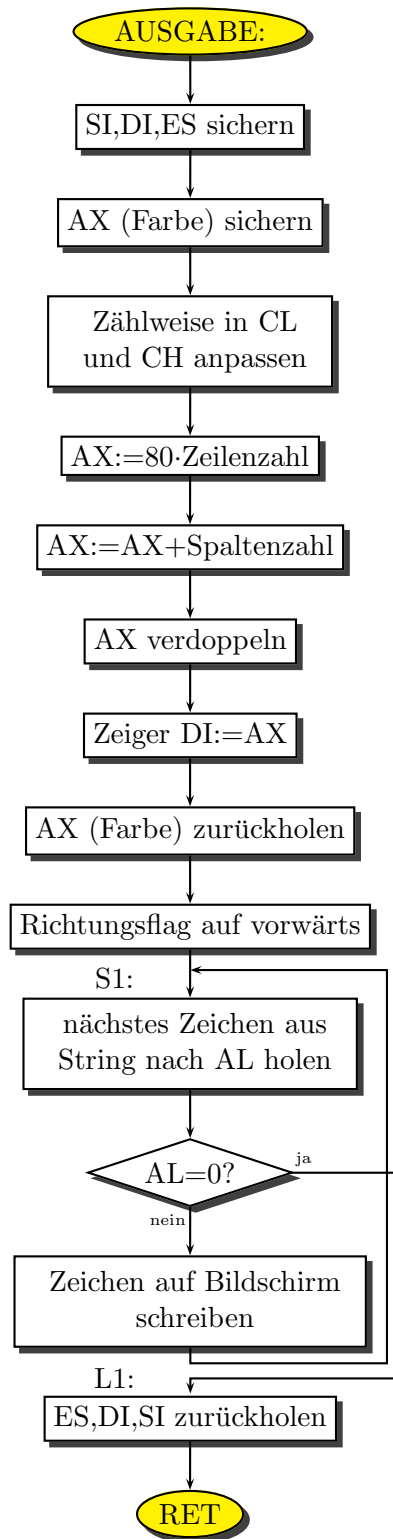 AUSGABE:
SI,DI,ES sichern
AX (Farbe) sichern
Zählweise in CL
und CH anpassen
AX:=80·Zeilenzahl
AX:=AX+Spaltenzahl
AX verdoppeln
Zeiger DI:=AX
AX (Farbe) zurückholen
Richtungsflag auf vorwärts
S1:
nächstes Zeichen aus
String nach AL holen
AL=0?
ja
nein
Zeichen auf Bildschirm
schreiben
L1:
ES,DI,SI zurückholen
RET